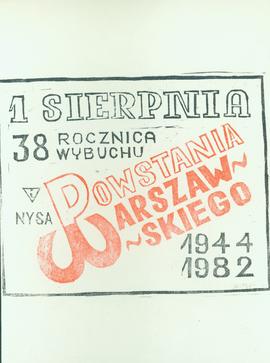 1 SIERPNIA
38 ROCZNICA
WYBUCHU
POWSTANIA
WARSZAW~
~SKIEGO
NYSA
1944
1982